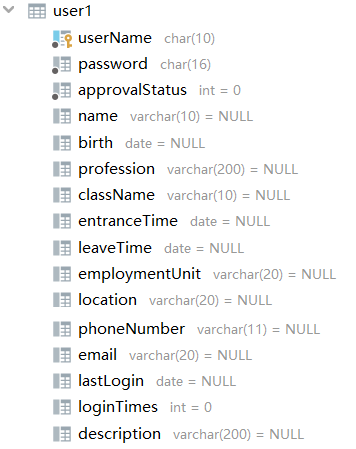 user1
userName char(10)
password char(16)
approvalStatus int = 0
name varchar(10) = NULL
birth date = NULL
profession varchar(200) = NULL
className varchar(10) = NULL
entranceTime date = NULL
leaveTime date = NULL
employmentUnit varchar(20) = NULL
location varchar(20) = NULL
phoneNumber varchar(11) = NULL
email varchar(20) = NULL
lastLogin date = NULL
loginTimes int = 0
description varchar(200) = NULL